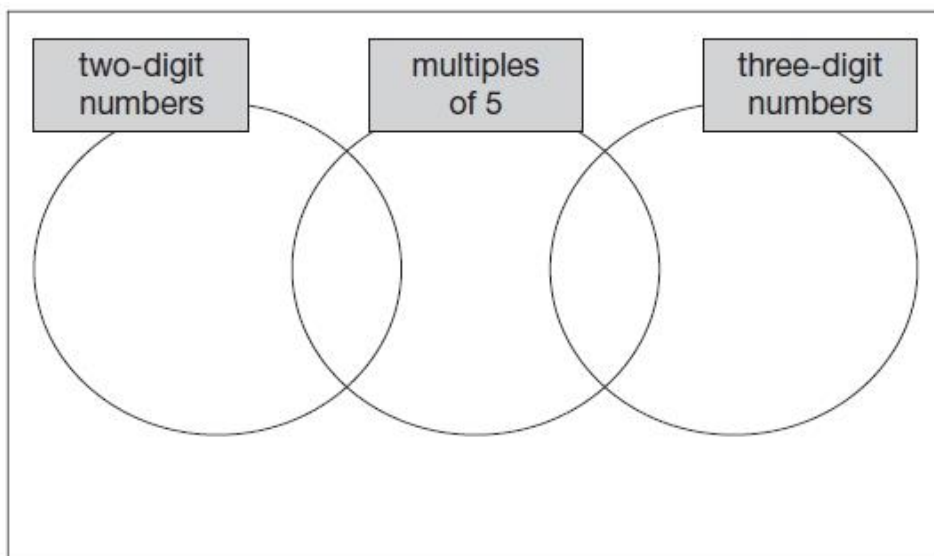 two-digit
numbers
multiples
of 5
three-digit
numbers